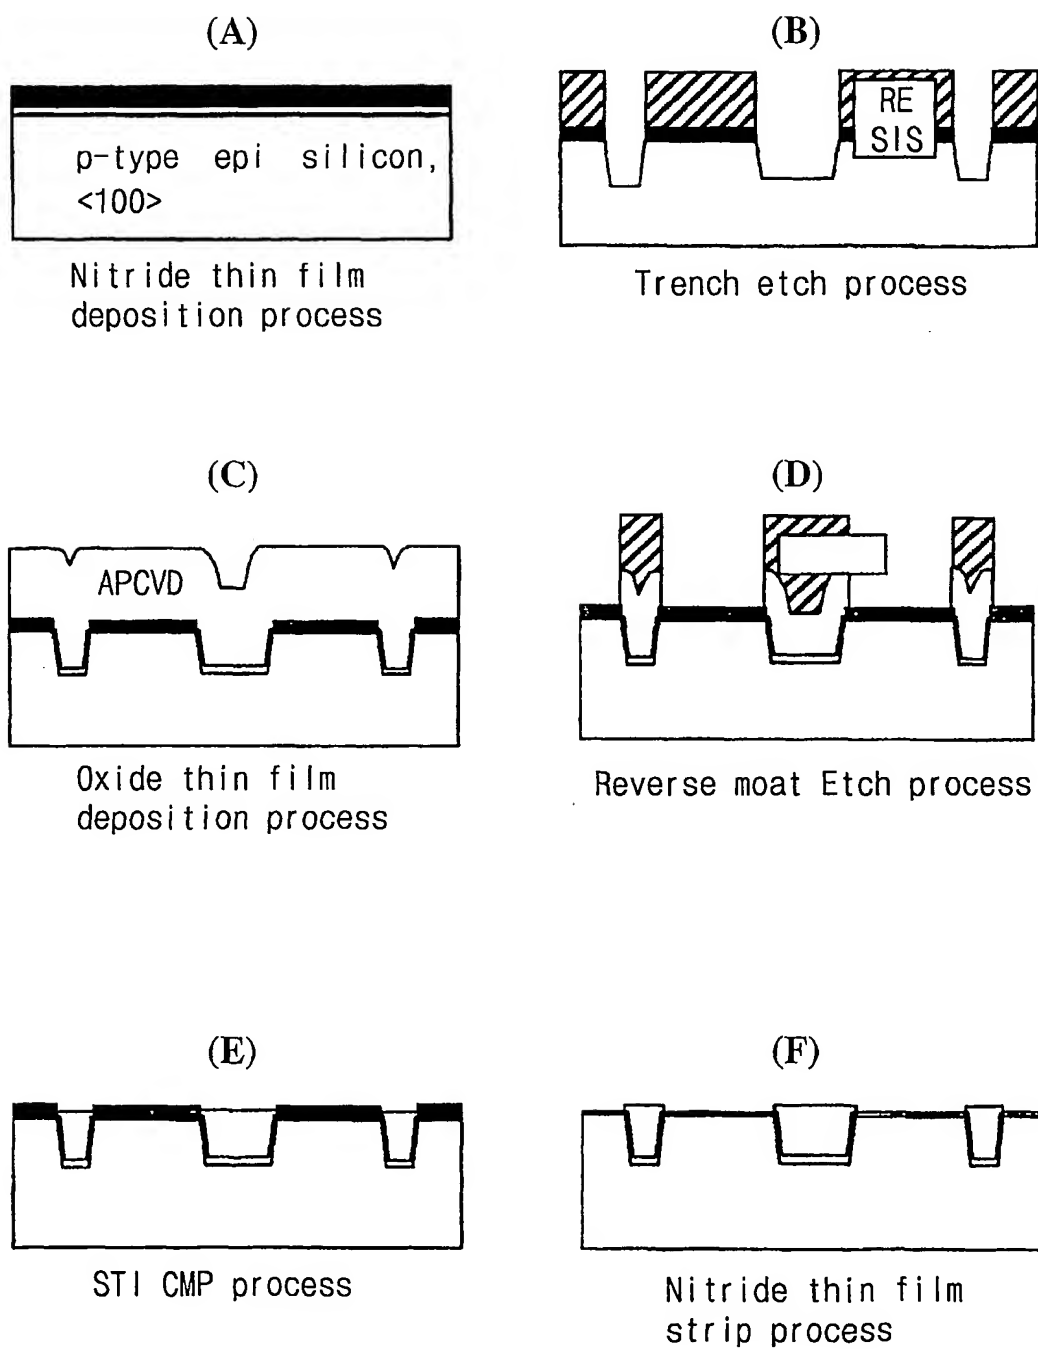 (A)
p-type epi silicon,
<100>
Nitride thin film
deposition process
(B)
RE
SIS
Trench etch process
(C)
APCVD
Oxide thin film
deposition process
(D)
Reverse moat Etch process
(E)
STI CMP process
(F)
Nitride thin film
strip process